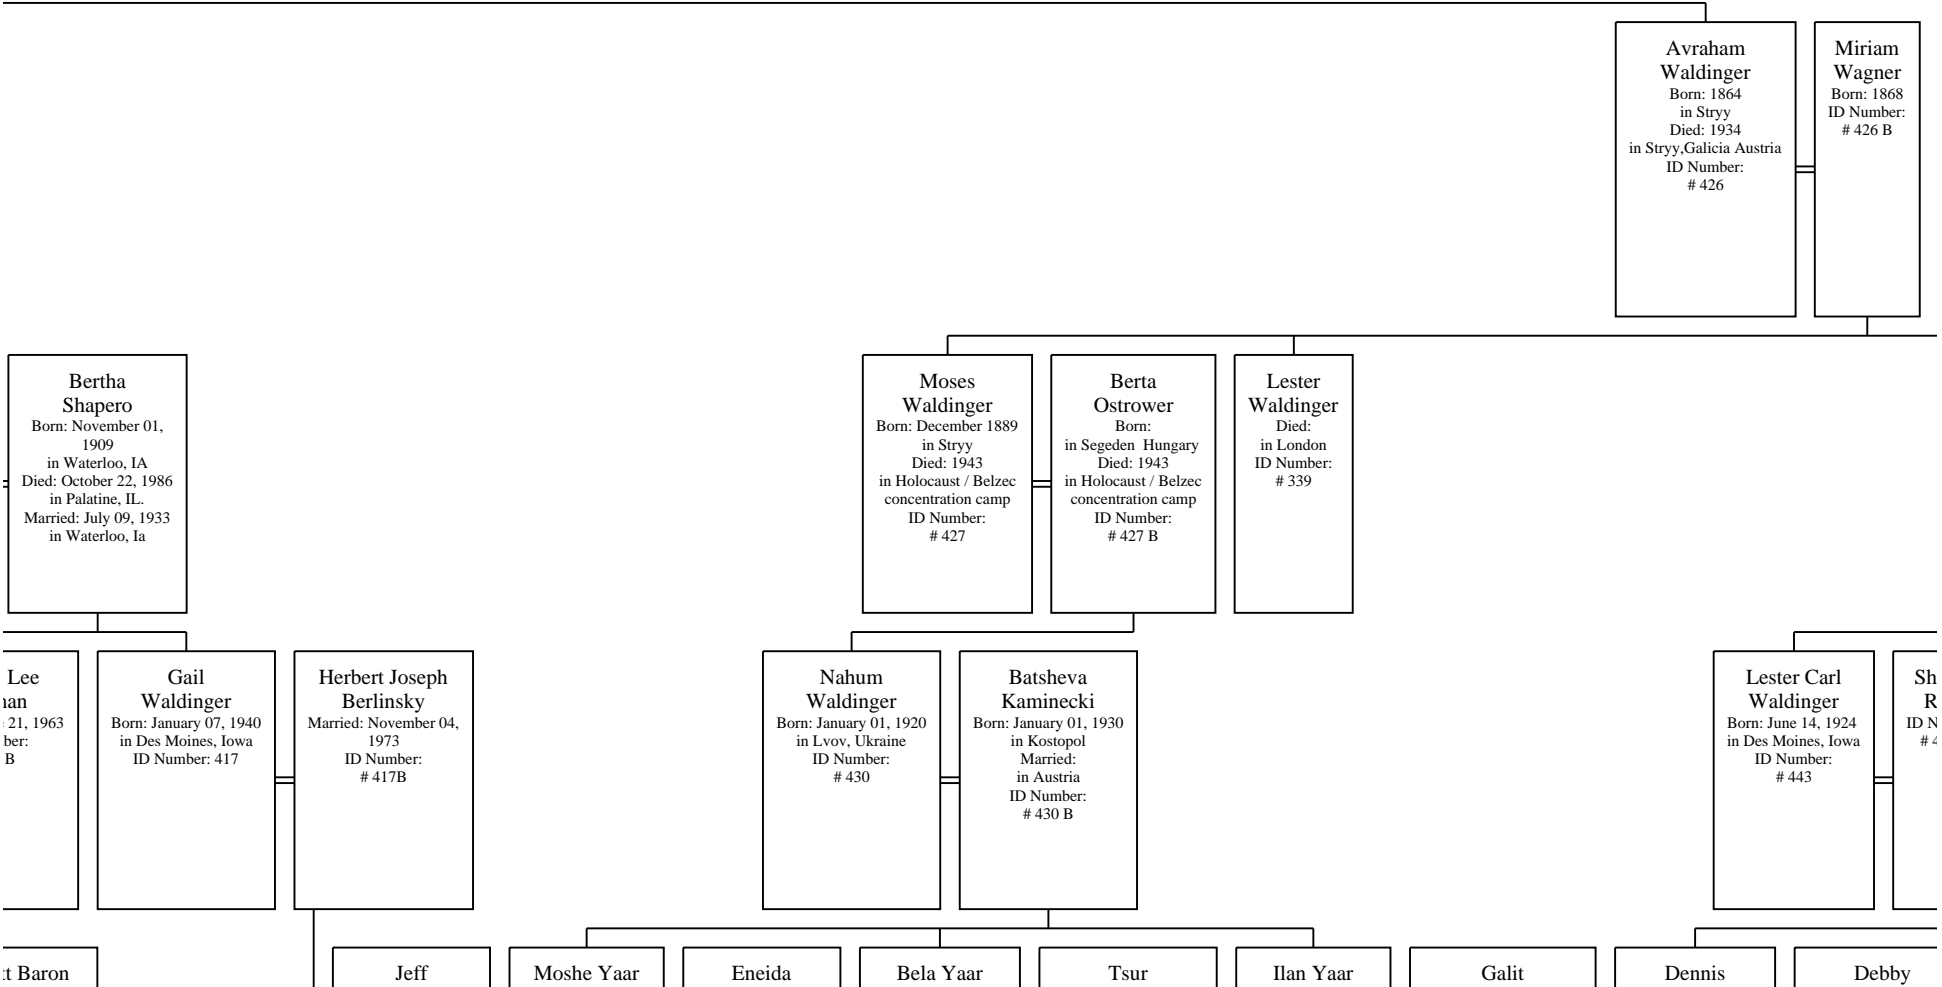 Avraham
Waldinger
Born: 1864
in Stryy
Died: 1934
in Stryy,Galicia Austria
ID Number:
# 426
Miriam
Wagner
Born: 1868
ID Number:
# 426 B
Bertha
Shapero
Born: November 01,
1909
in Waterloo, IA
Died: October 22, 1986
in Palatine, IL.
Married: July 09, 1933
in Waterloo, Ia
Moses
Waldinger
Born: December 1889
in Stryy
Died: 1943
in Holocaust / Belzec
concentration camp
ID Number:
# 427
Berta
Ostrower
Born:
in Segeden  Hungary
Died: 1943
in Holocaust / Belzec
concentration camp
ID Number:
# 427 B
Lester
Waldinger
Died:
in London
ID Number:
# 339
Lee
21, 1963
B
Gail
Waldinger
Born: January 07, 1940
in Des Moines, Iowa
ID Number: 417
Herbert Joseph
Berlinsky
Married: November 04,
1973
ID Number:
# 417B
Nahum
Waldinger
Born: January 01, 1920
in Lvov, Ukraine
ID Number:
# 430
Batsheva
Kaminecki
Born: January 01, 1930
in Kostopol
Married:
in Austria
ID Number:
# 430 B
Lester Carl
Waldinger
Born: June 14, 1924
in Des Moines, Iowa
ID Number:
# 443
ID
Baron
Jeff
Moshe Yaar
Eneida
Bela Yaar
Tsur
Ilan Yaar
Galit
Dennis
Debby